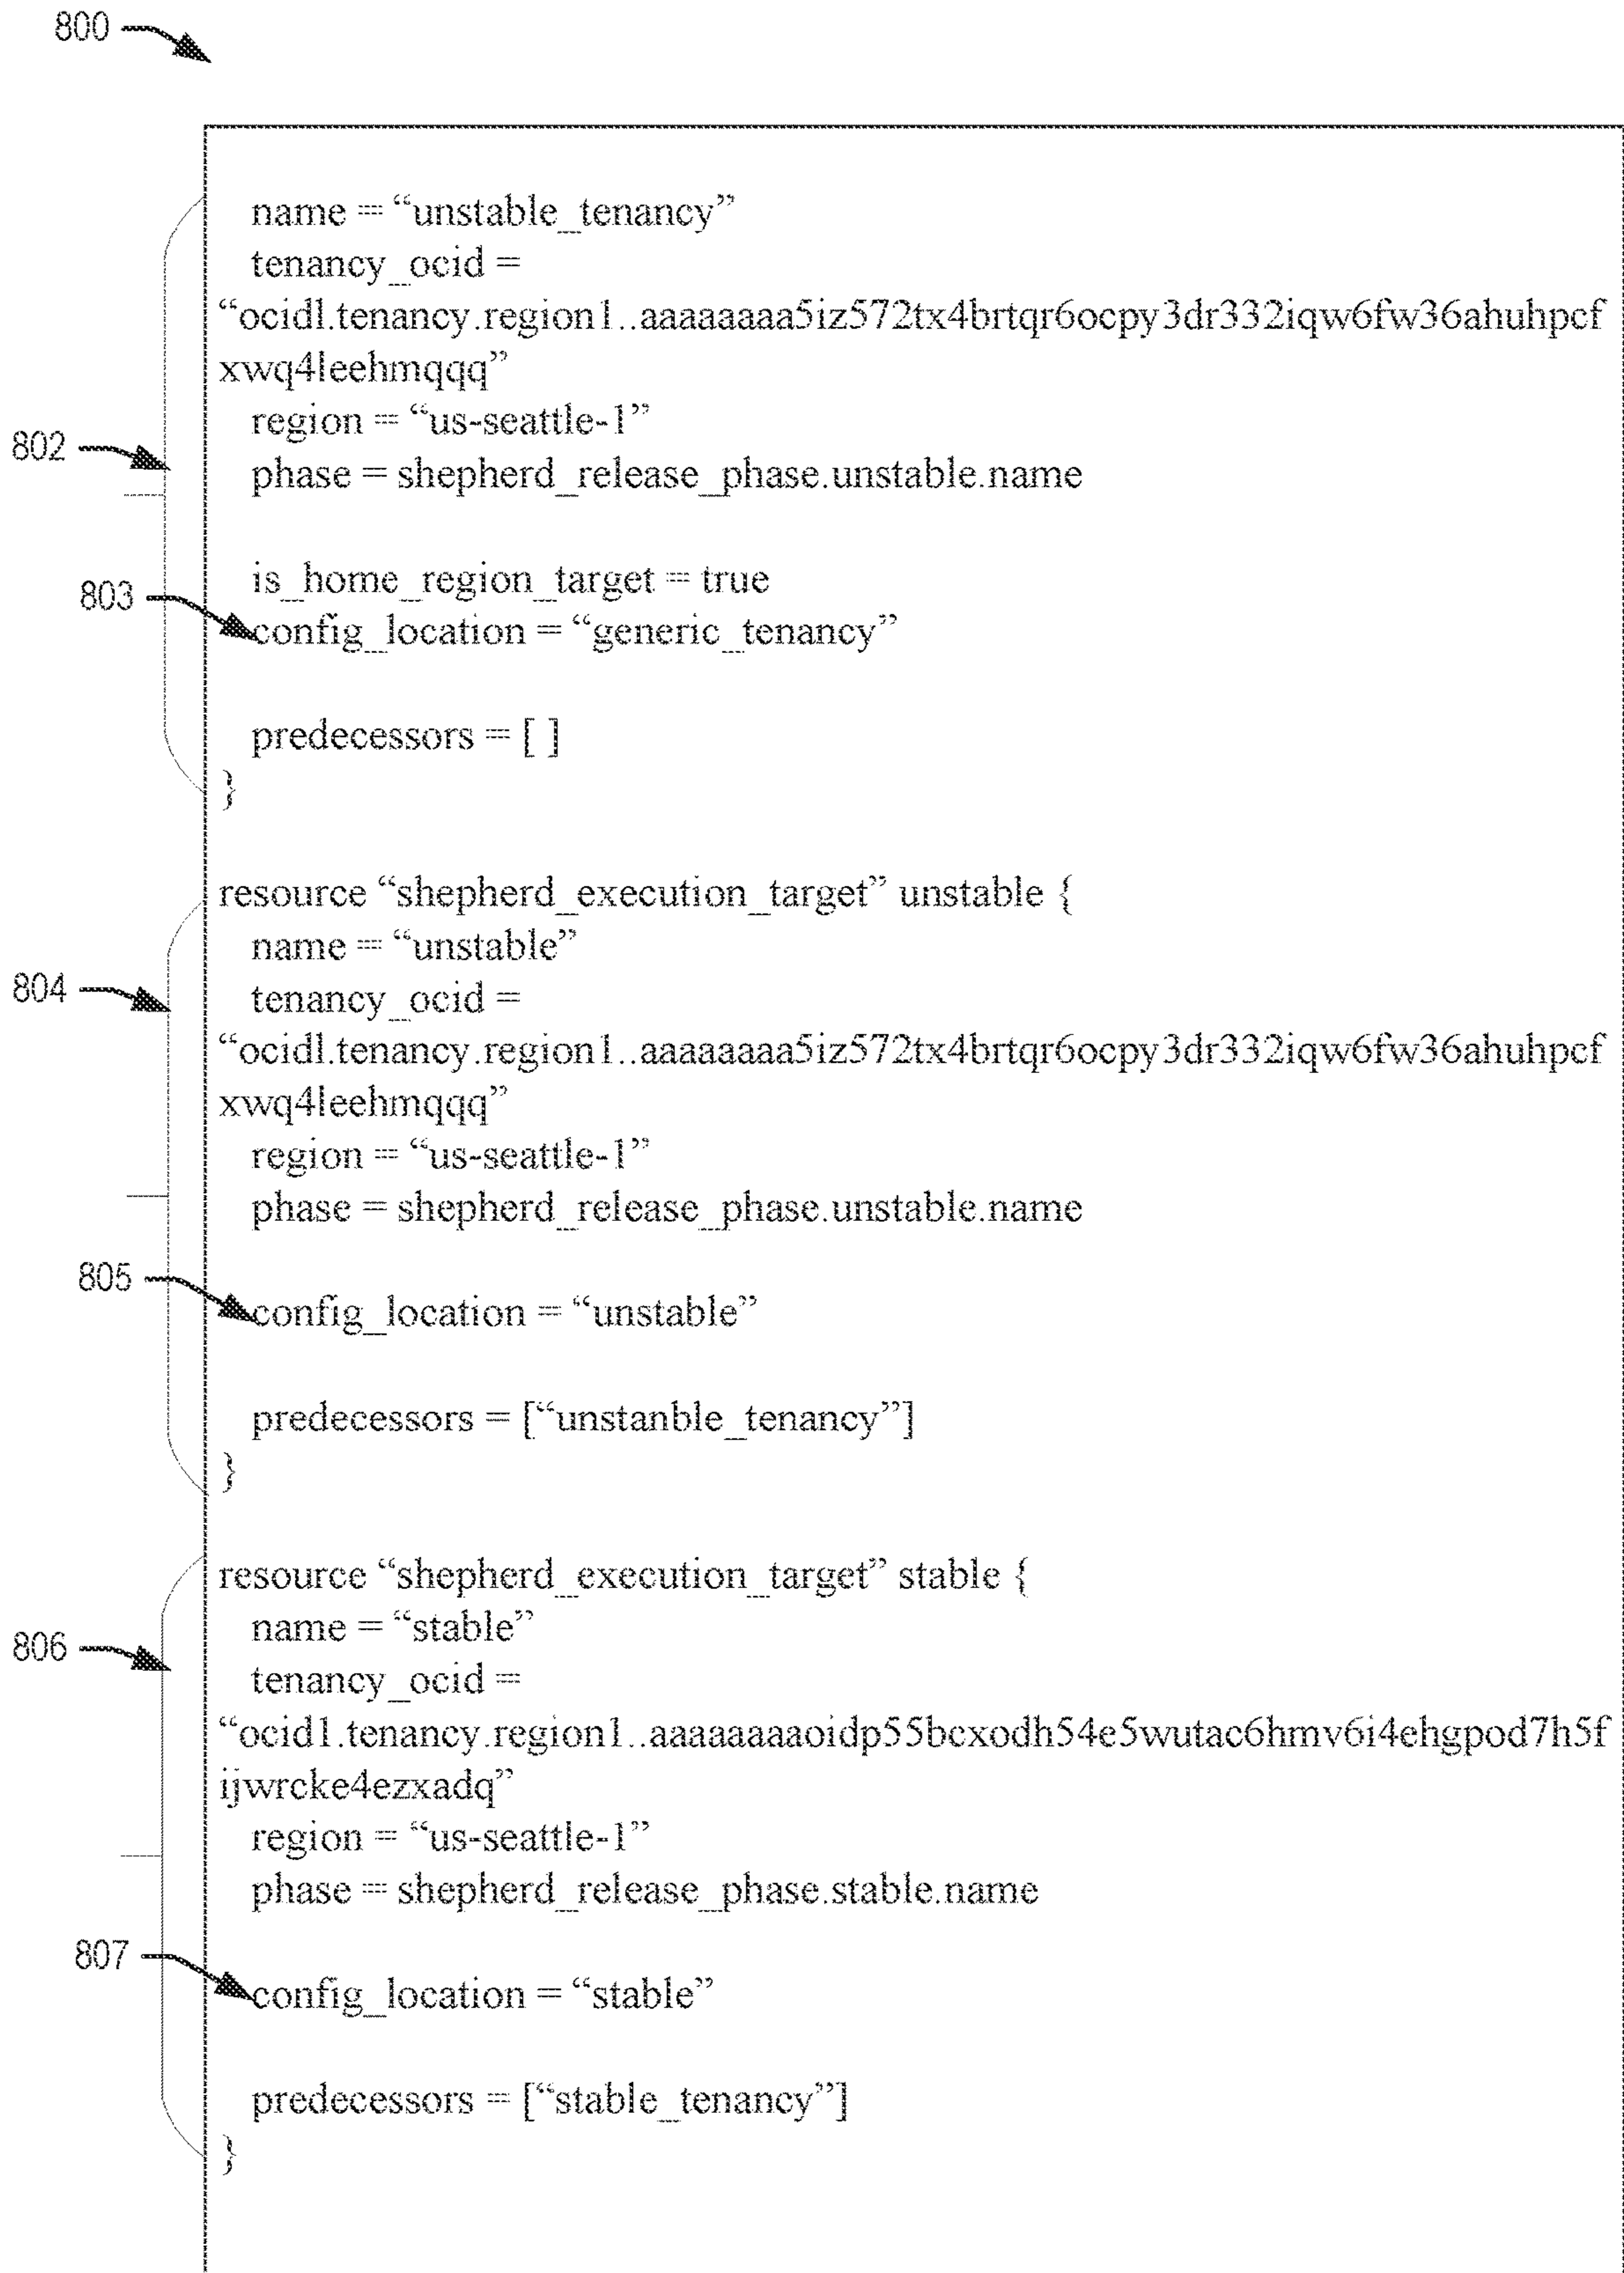 800
name = “unstable_tenancy”
tenancy_ocid =
“ocidl.tenancy.region1..aaaaaaaa5iz572tx4brtqr6ocpy3dr332iqw6fw36ahuhpcf
xwq4leehmqqq”
region = “us-seattle-1”
802
phase = shepherd_release_phase.unstable.name
is_home_region_target = true
803
config_location = “generic_tenancy”
predecessors = [ ]
}
resource “shepherd_execution_target” unstable {
name = “unstable”
804
tenancy_ocid =
“ocidl.tenancy.region1..aaaaaaaa5iz572tx4brtqr6ocpy3dr332iqw6fw36ahuhpcf
xwq4leehmqqq”
region = “us-seattle-1”
phase = shepherd_release_phase.unstable.name
805
config_location = “unstable”
predecessors = [“unstanble_tenancy”]
}
resource “shepherd_execution_target” stable {
name = “stable”
806
tenancy_ocid =
“ocid1.tenancy.region1..aaaaaaaaoidp55bcxodh54e5wutac6hmv6i4ehgpod7h5f
ijwrcke4ezxadq”
region = “us-seattle-1”
phase = shepherd_release_phase.stable.name
807
config_location = “stable”
predecessors = [“stable_tenancy”]
}